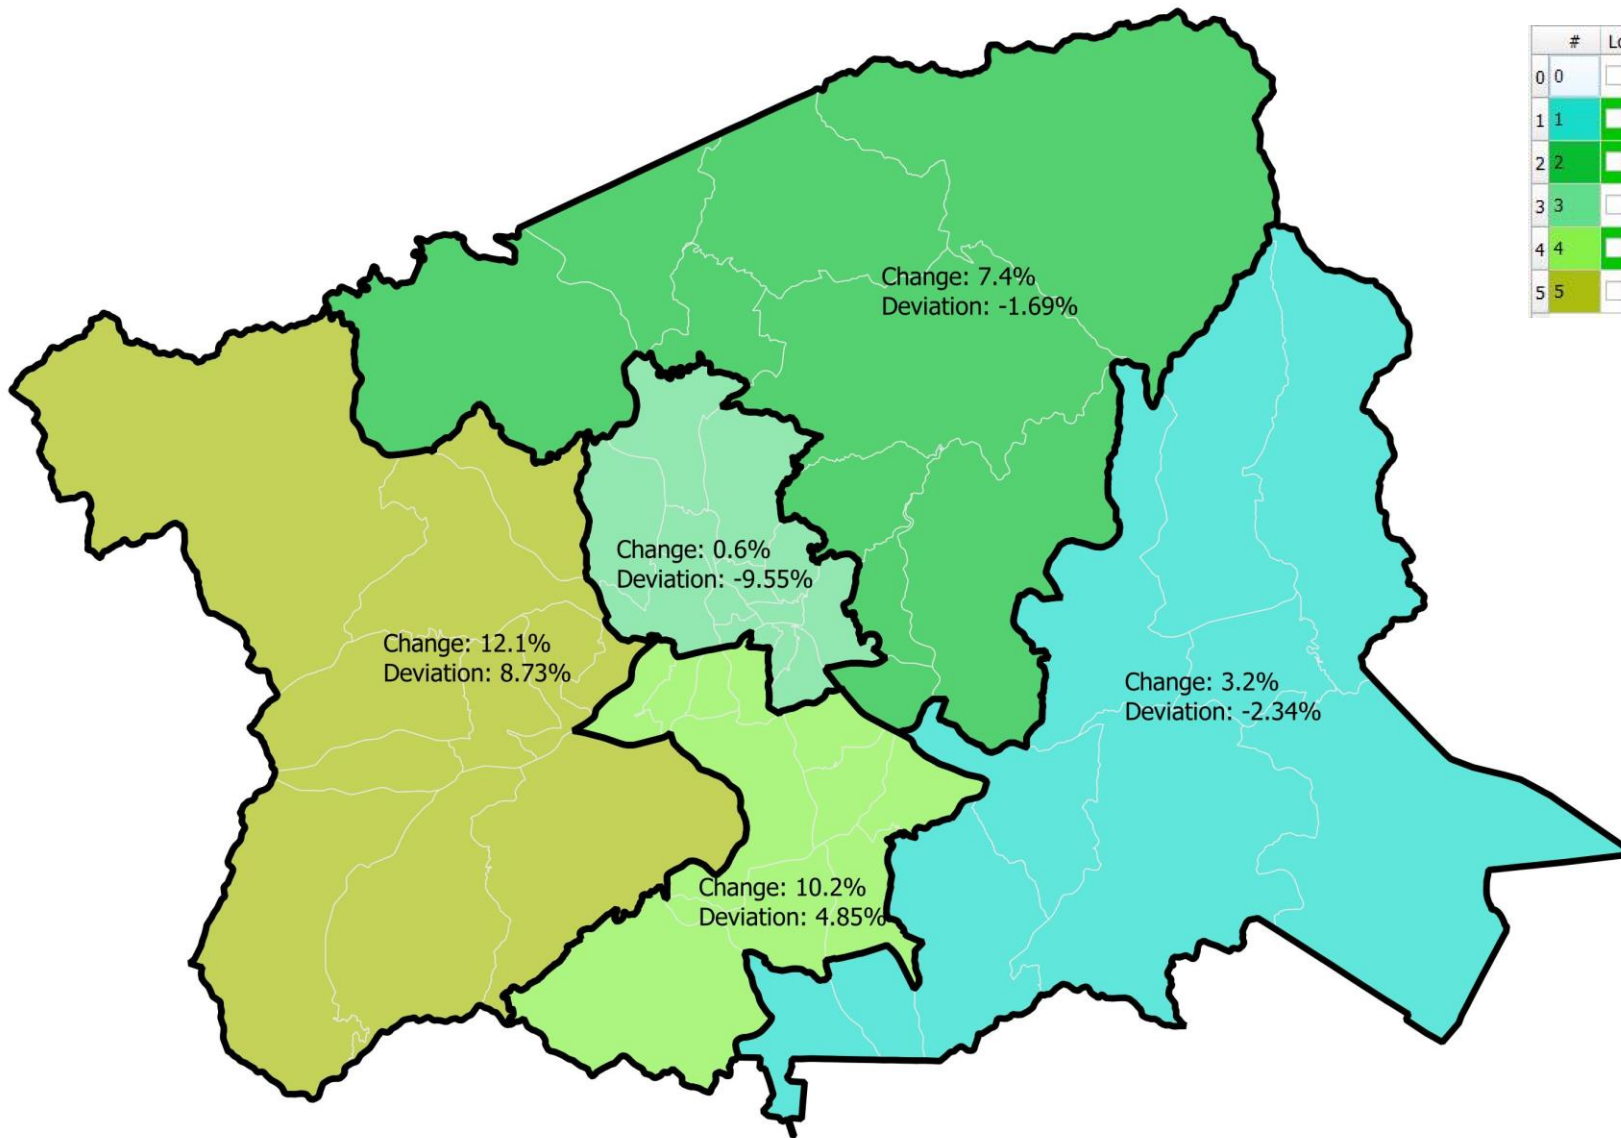 # Lo
0 0
1 1
2 2
3 3
4 4
5 5
Change: 7.4%
Deviation: -1.69%
Change: 0.6%
Deviation: -9.55%
Change: 12.1%
Deviation: 8.73%
Change: 3.2%
Deviation: -2.34%
Change: 10.2%
Deviation: 4.85%